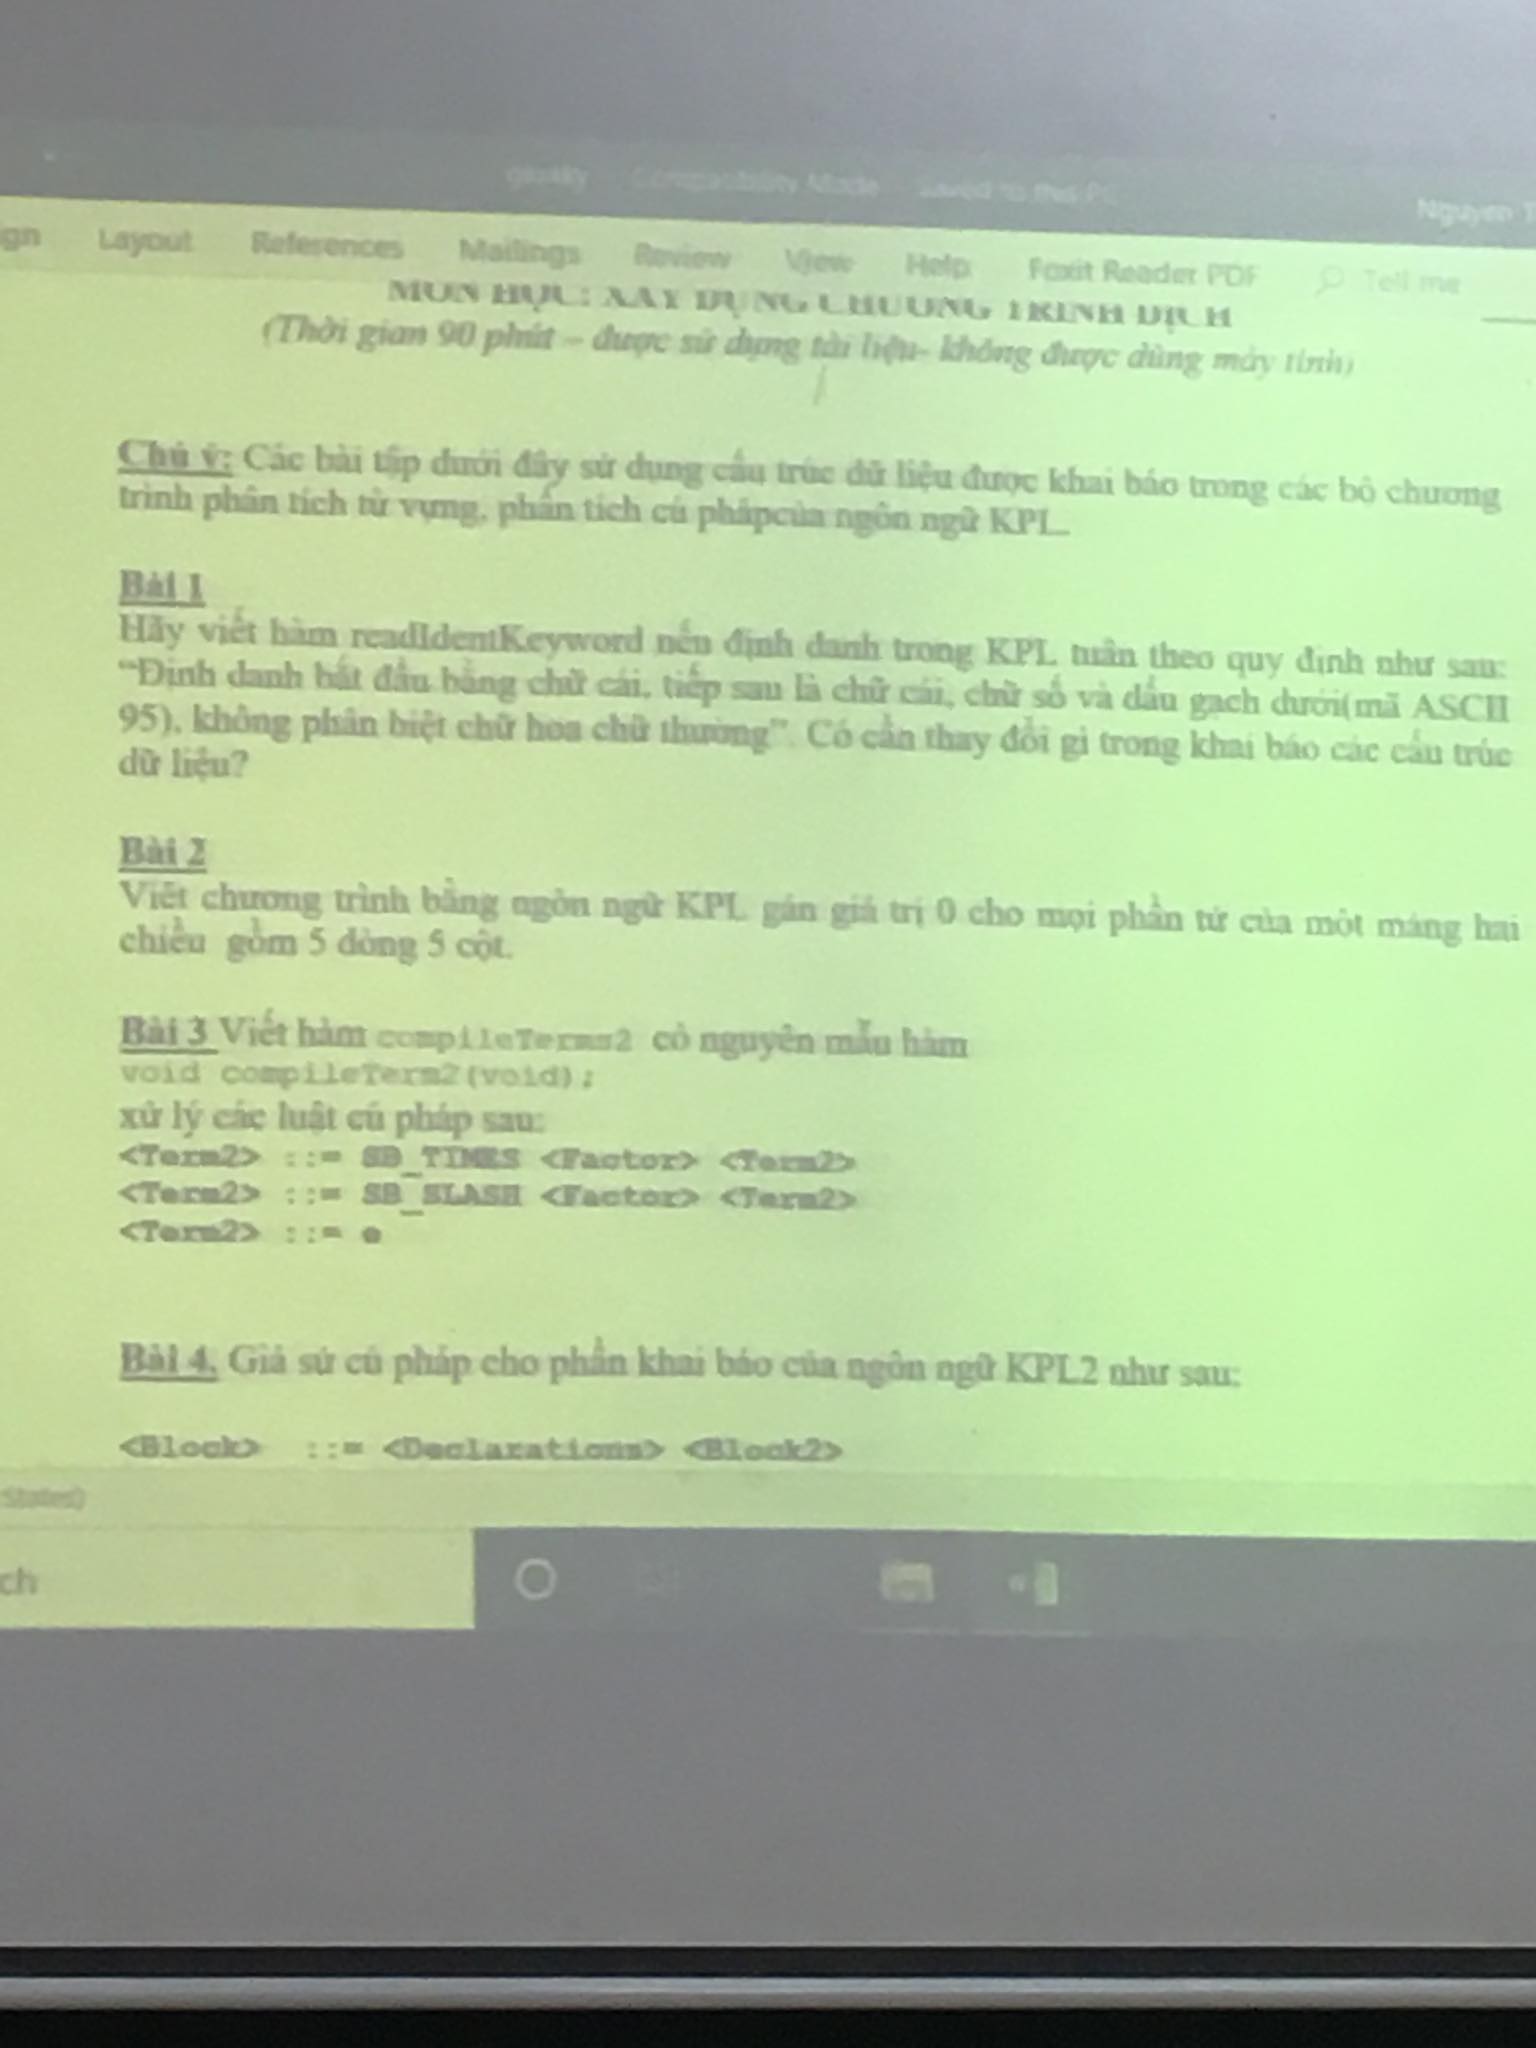 Compatibility Mode Saved to this PC
Nguyen T
ign Layout References Mailings Review View Help Foxit Reader PDF Tell me
MÔN HỌC: XÂY DỰNG CHƯƠNG TRÌNH DỊCH
(Thời gian 90 phút – được sử dụng tài liệu- không được dùng máy tính)
Chú ý: Các bài tập dưới đây sử dụng cấu trúc dữ liệu được khai báo trong các bộ chương
trình phân tích từ vựng, phân tích cú phápcủa ngôn ngữ KPL.
Bài 1
Hãy viết hàm readIdentKeyword nếu định danh trong KPL tuân theo quy định như sau:
“Định danh bắt đầu bằng chữ cái, tiếp sau là chữ cái, chữ số và dấu gạch dưới(mã ASCII
95), không phân biệt chữ hoa chữ thường”. Có cần thay đổi gì trong khai báo các cấu trúc
dữ liệu?
Bài 2
Viết chương trình bằng ngôn ngữ KPL gán giá trị 0 cho mọi phần tử của một mảng hai
chiều gồm 5 dòng 5 cột.
Bài 3 Viết hàm compileTerms2 có nguyên mẫu hàm
void compileTerm2(void);
xử lý các luật cú pháp sau:
<Term2> ::= SB_TIMES <Factor> <Term2>
<Term2> ::= SB_SLASH <Factor> <Term2>
<Term2> ::= e
Bài 4. Giả sử cú pháp cho phần khai báo của ngôn ngữ KPL2 như sau:
<Block> ::= <Declarations> <Block2>
States)
ch